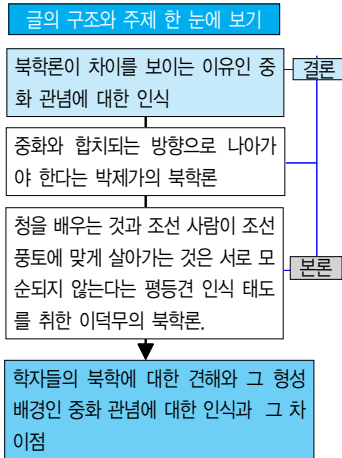 글의 구조와 주제 한 눈에 보기
북학론이 차이를 보이는 이유인 중
화 관념에 대한 인식
결론
중화와 합치되는 방향으로 나아가
야 한다는 박제가의 북학론
청을 배우는 것과 조선 사람이 조선
풍토에 맞게 살아가는 것은 서로 모
순되지 않는다는 평등견 인식 태도
를 취한 이덕무의 북학론.
본론
학자들의 북학에 대한 견해와 그 형성
배경인 중화 관념에 대한 인식과 그 차
이점